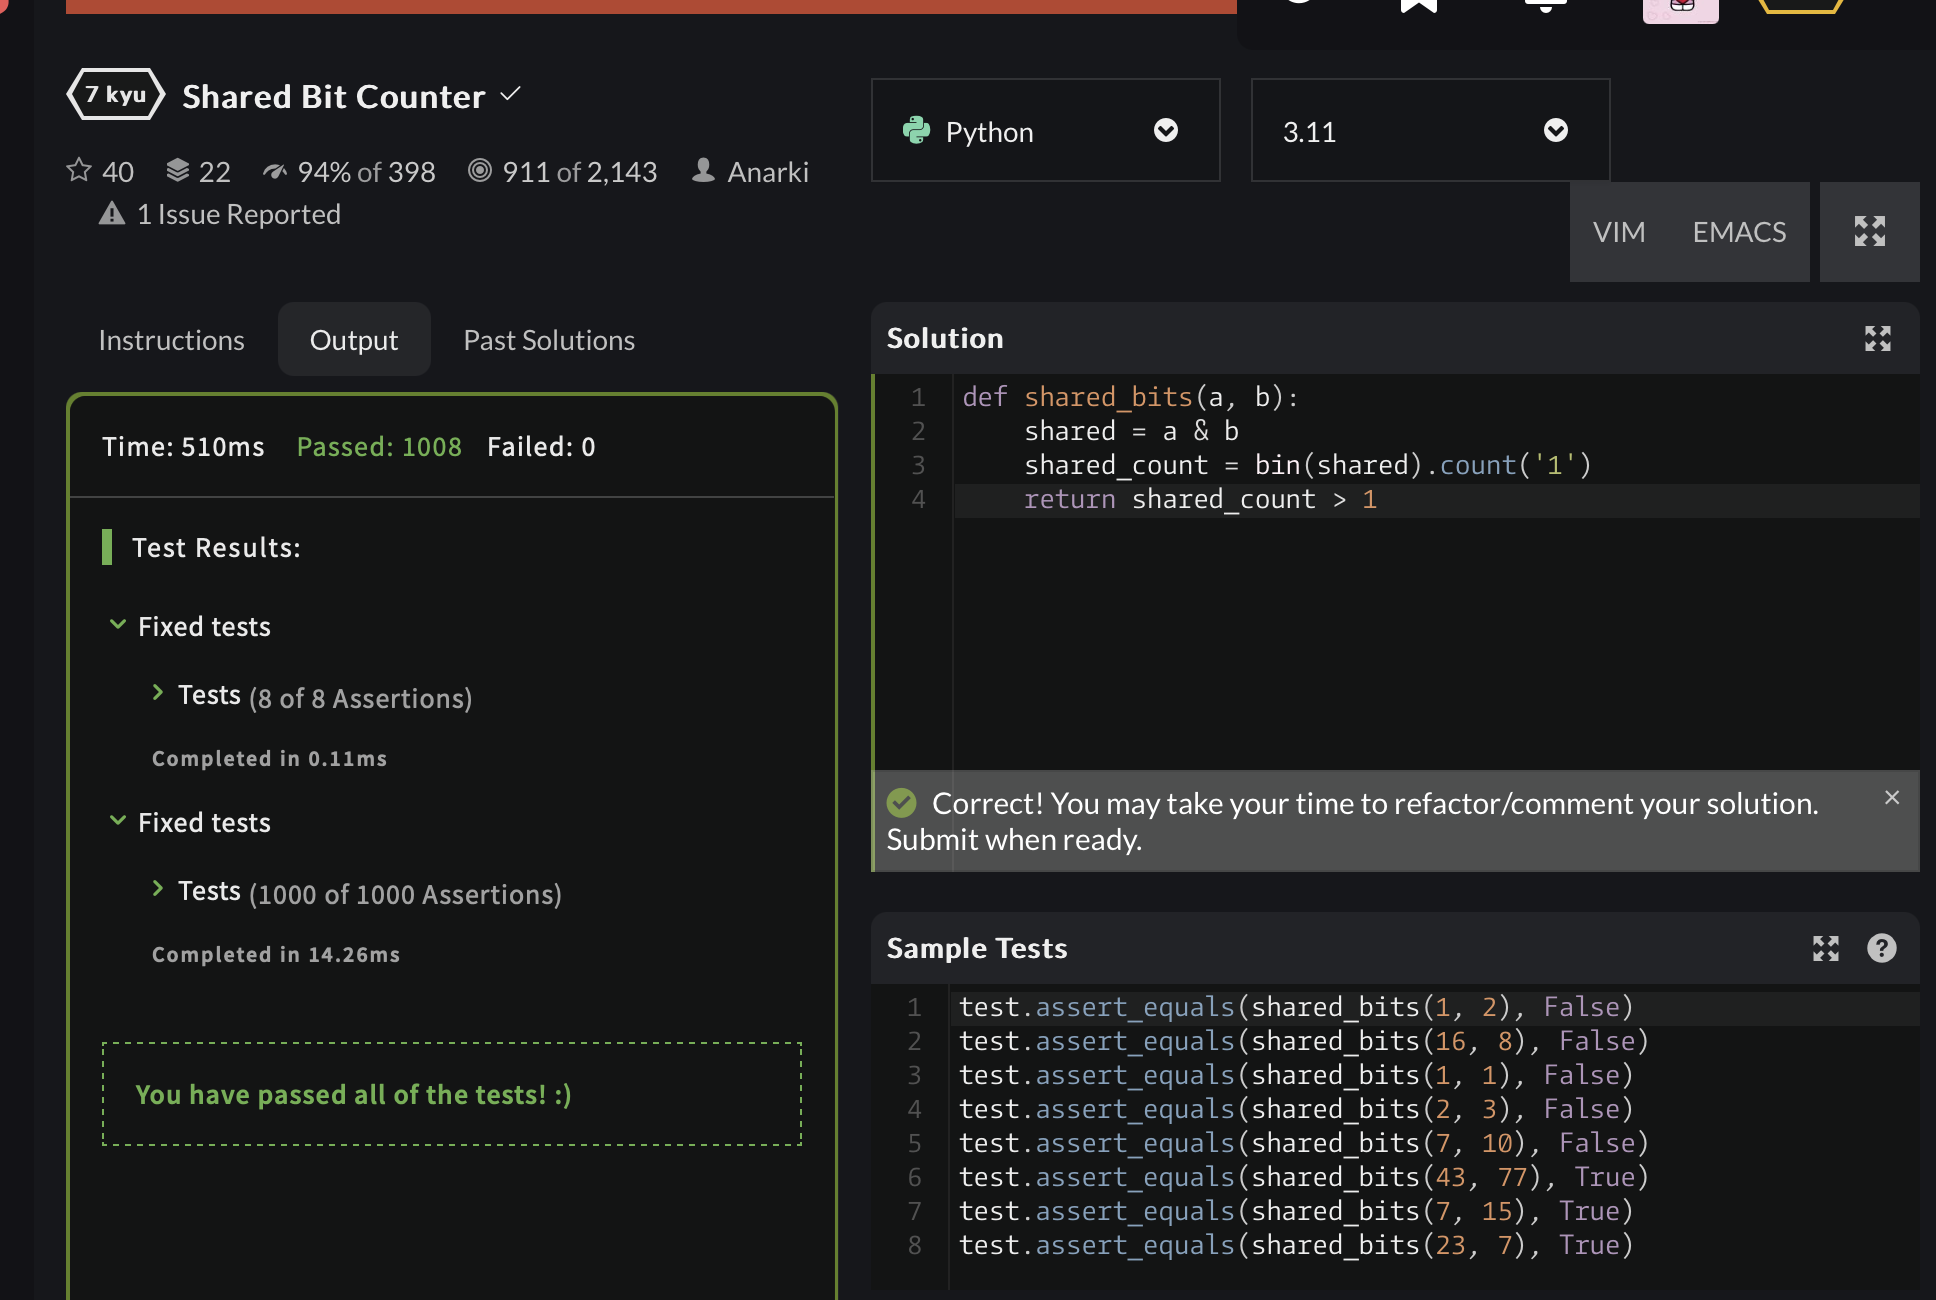 7 kyu
Shared Bit Counter
40 22 94% of 398 911 of 2,143 Anarki
1 Issue Reported
Python
3.11
VIM EMACS
Instructions Output Past Solutions
Time: 510ms Passed: 1008 Failed: 0
Test Results:
Fixed tests
Tests (8 of 8 Assertions)
Completed in 0.11ms
Fixed tests
Tests (1000 of 1000 Assertions)
Completed in 14.26ms
You have passed all of the tests! :)
Solution
1 def shared_bits(a, b):
2     shared = a & b
3     shared_count = bin(shared).count('1')
4     return shared_count > 1
Correct! You may take your time to refactor/comment your solution.
Submit when ready.
Sample Tests
1 test.assert_equals(shared_bits(1, 2), False)
2 test.assert_equals(shared_bits(16, 8), False)
3 test.assert_equals(shared_bits(1, 1), False)
4 test.assert_equals(shared_bits(2, 3), False)
5 test.assert_equals(shared_bits(7, 10), False)
6 test.assert_equals(shared_bits(43, 77), True)
7 test.assert_equals(shared_bits(7, 15), True)
8 test.assert_equals(shared_bits(23, 7), True)